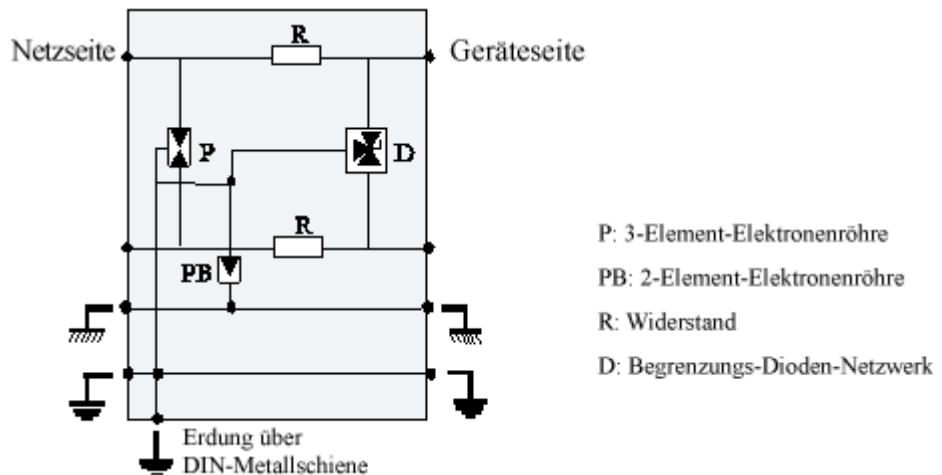 R
Netzseite
Geräteseite
P
D
R
PB
P: 3-Element-Elektronenröhre
PB: 2-Element-Elektronenröhre
R: Widerstand
D: Begrenzungs-Dioden-Netzwerk
Erdung über
DIN-Metallschiene